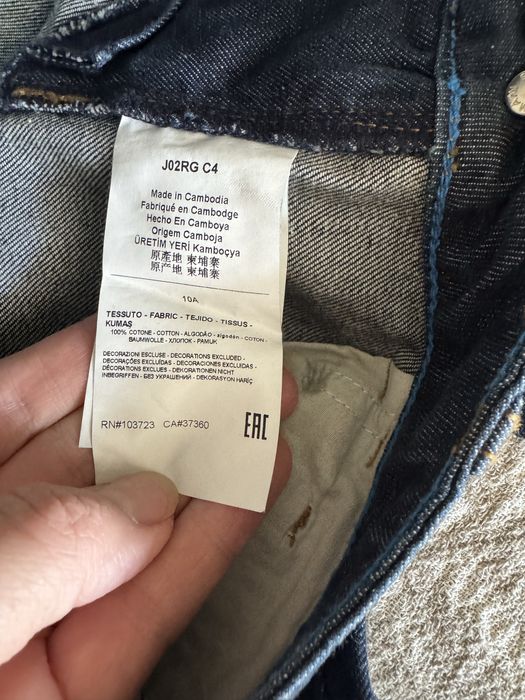 J02RG C4
Made in Cambodia
Fabriqué en Cambodge
Hecho En Camboya
Origem Camboja
ÜRETİM YERİ Kamboçya
原產地 柬埔寨
原产地 柬埔寨
10A
TESSUTO - FABRIC - TEJIDO - TISSUS -
KUMAŞ
100% COTONE - COTTON - ALGODÃO - algodón - COTON -
BAUMWOLLE - ХЛОПОК - PAMUK
DECORAZIONI ESCLUSE - DECORATIONS EXCLUDED -
DECORAÇÕES EXCLUÍDAS - DECORACIONES EXCLUIDAS -
DÉCORATIONS EXCLUES - DEKORATIONEN NICHT
INBEGRIFFEN - БЕЗ УКРАШЕНИЙ - DEKORASYON HARİÇ
RN#103723 CA#37360
EAC